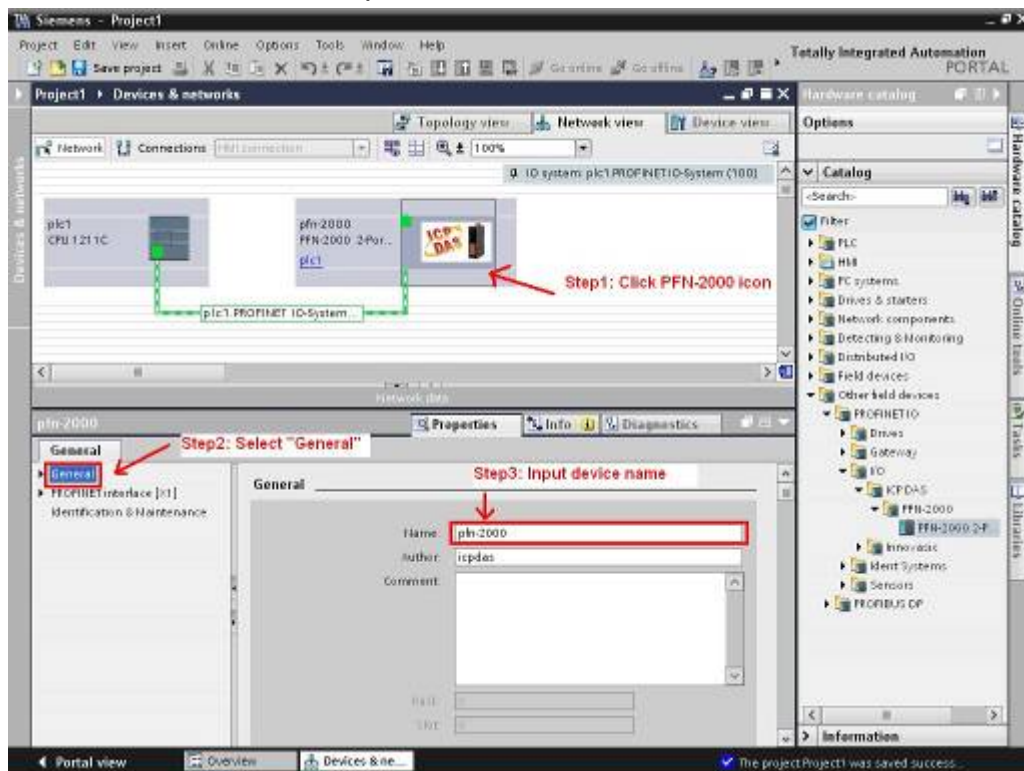 Siemens - Project1
Project Edit View Insert Online Options Tools Window Help
Save project
Go online Go offline
Totally Integrated Automation
PORTAL
Project1 Devices & networks
Hardware catalog
Topology view Network view Device view
Options
Network Connections HMI connection 100%
IO system: plc1.PROFINET IO-System (100)
Catalog
<Search>
Filter
plc1
CPU 1211C
pfn-2000
PFN-2000 2-Por..
plc1
ICP
DAS
Step1: Click PFN-2000 icon
plc1.PROFINET IO-System...
PLC
HMI
PC systems
Drives & starters
Network components
Detecting & Monitoring
Distributed I/O
Field devices
Other field devices
PROFINET IO
Drives
Gateway
I/O
ICPDAS
PFN-2000
PFN-2000 2-P...
Innovasic
Ident Systems
Sensors
PROFIBUS DP
Information
Devices & networks
Hardware catalog
Online tools
Tasks
Libraries
Network data
pfn-2000
Properties Info Diagnostics
General
Step2: Select "General"
General
PROFINET interface [X1]
Identification & Maintenance
General
Step3: Input device name
Name: pfn-2000
Author: icpdas
Comment:
Rack:
Slot:
Portal view Overview Devices & ne...
The project Project1 was saved success...